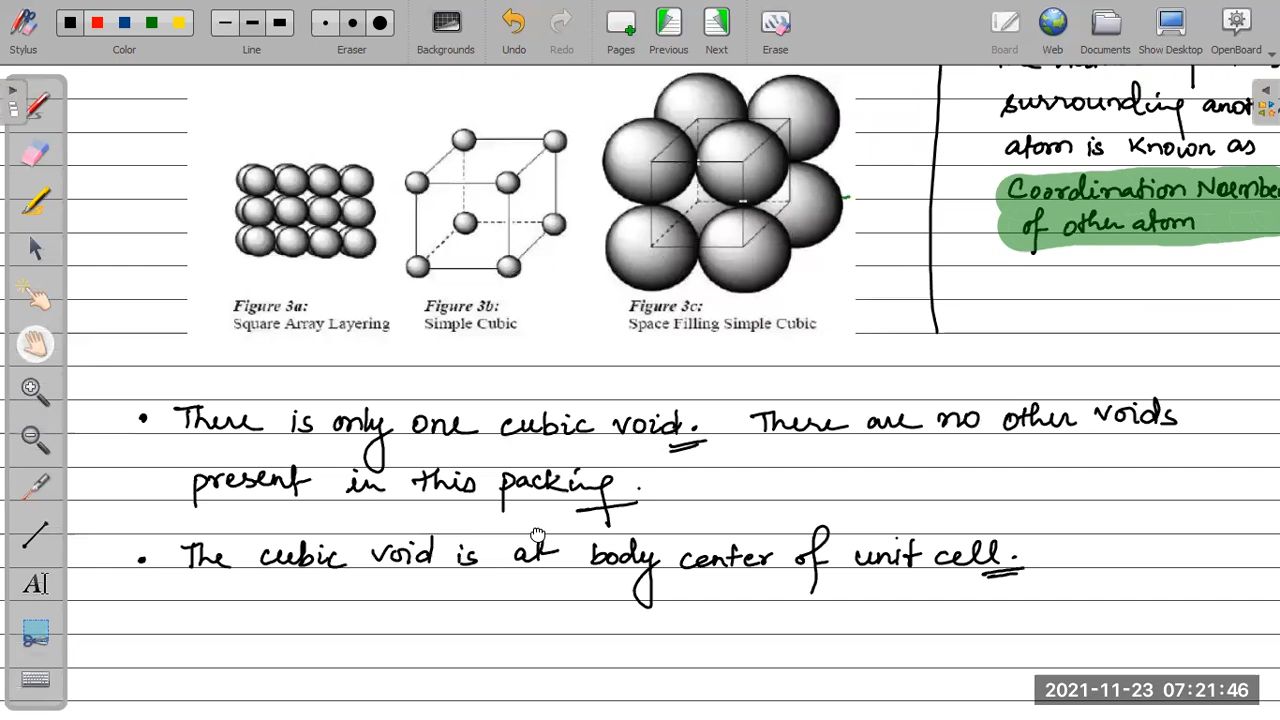 Stylus Color Line Eraser Backgrounds Undo Redo Pages Previous Next Erase Board Web Documents Show Desktop OpenBoard
surrounding
atom is known as
Coordination
of other atom
Figure 3a: Figure 3b: Figure 3c:
Square Array Layering Simple Cubic Space Filling Simple Cubic
• There is only one cubic void. There are no other voids
present in this packing.
• The cubic void is at body center of unit cell.
2021-11-23 07:21:46